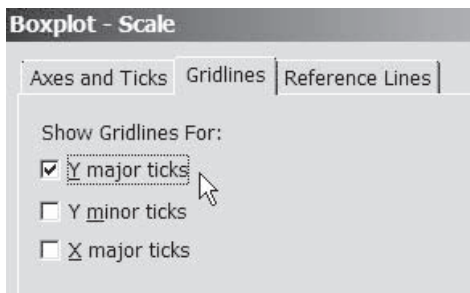 Boxplot - Scale
Axes and Ticks Gridlines Reference Lines
Show Gridlines For:
Y major ticks
Y minor ticks
X major ticks